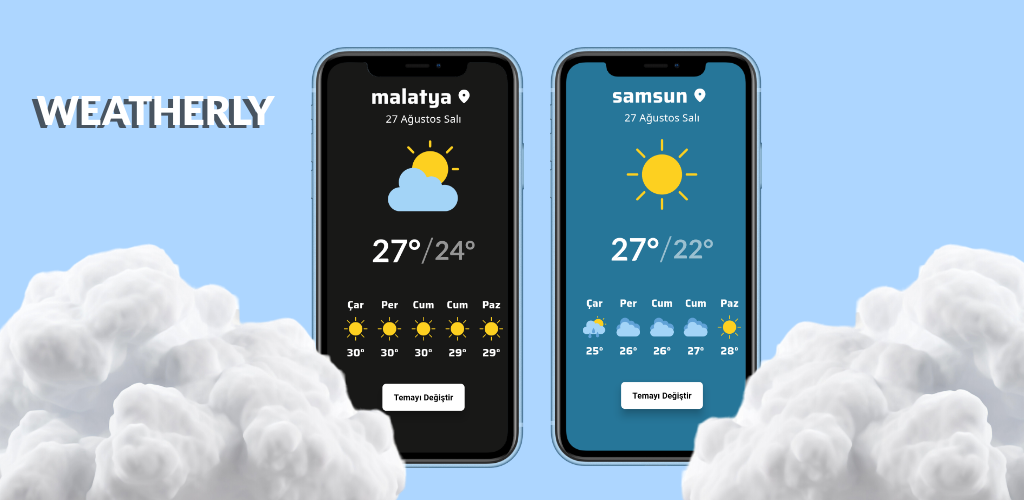 WEATHERLY
malatya
27 Ağustos Salı
27°/24°
Çar Per Cum Cum Paz
30° 30° 30° 29° 29°
Temayı Değiştir
samsun
27 Ağustos Salı
27°/22°
Çar Per Cum Cum Paz
25° 26° 26° 27° 28°
Temayı Değiştir